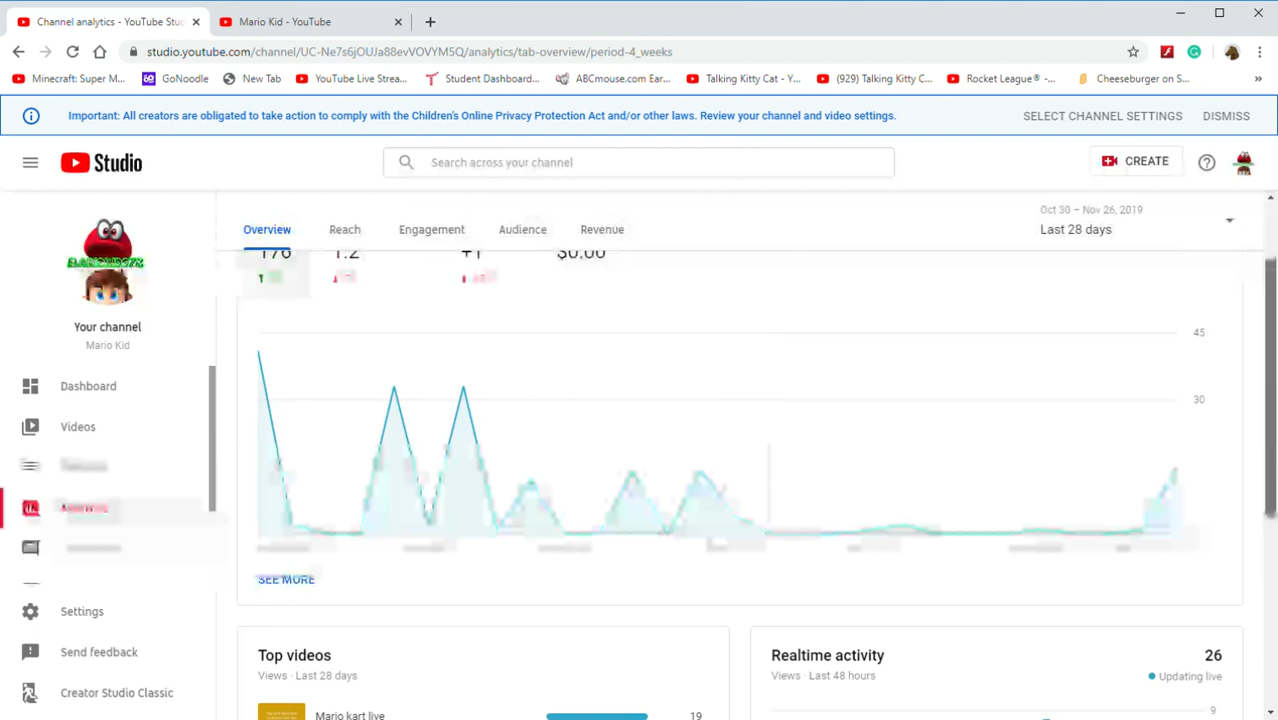 Channel analytics - YouTube Stu
Mario Kid - YouTube
studio.youtube.com/channel/UC-Ne7s6jOUJa88evVOVYM5Q/analytics/tab-overview/period-4_weeks
Minecraft: Super M...
GoNoodle
New Tab
YouTube Live Strea...
Student Dashboard...
ABCmouse.com Ear...
Talking Kitty Cat - Y...
(929) Talking Kitty C...
Rocket League® -...
Cheeseburger on S...
»
Important: All creators are obligated to take action to comply with the Children's Online Privacy Protection Act and/or other laws. Review your channel and video settings.
SELECT CHANNEL SETTINGS
DISMISS
Studio
Search across your channel
CREATE
Your channel
Mario Kid
Dashboard
Videos
Settings
Send feedback
Creator Studio Classic
Overview
Reach
Engagement
Audience
Revenue
Oct 30 – Nov 26, 2019
Last 28 days
176
1.2
+1
$0.00
45
30
SEE MORE
Top videos
Views · Last 28 days
Mario kart live
19
Realtime activity
26
Views · Last 48 hours
Updating live
9